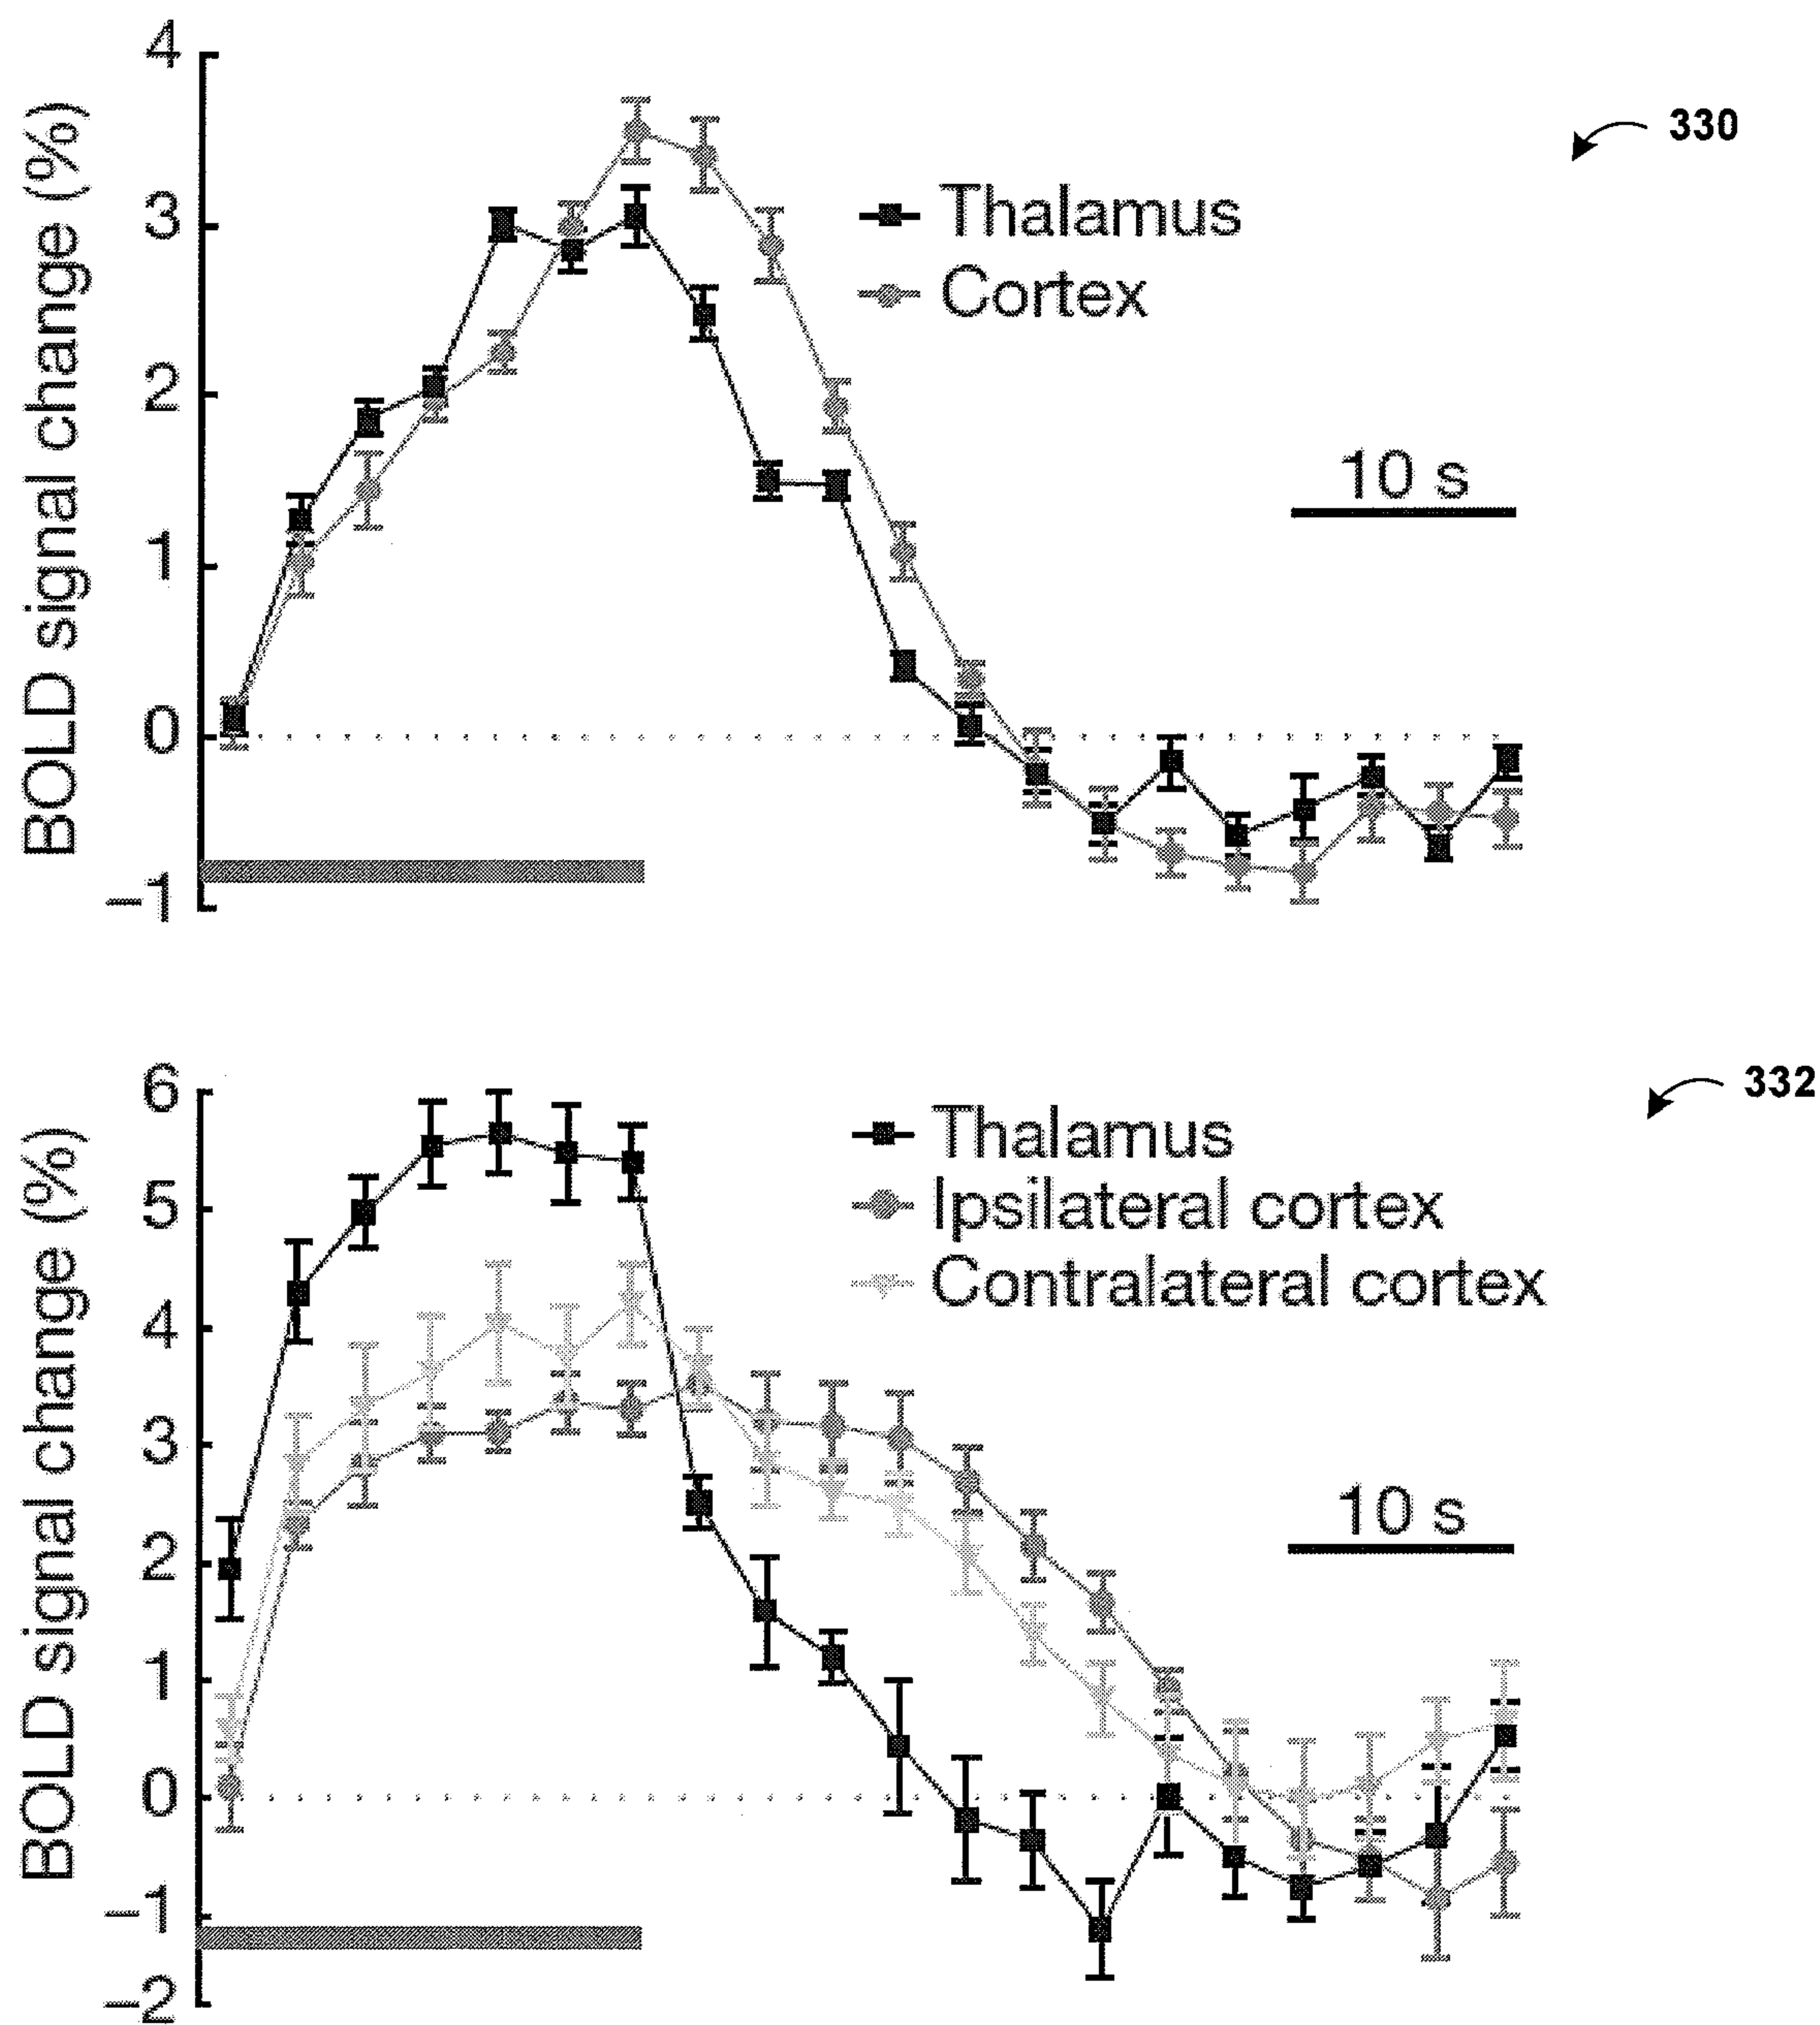 BOLD signal change (%)
4
3
2
1
0
−1
330
Thalamus
Cortex
10 s
BOLD signal change (%)
6
5
4
3
2
1
0
−1
−2
332
Thalamus
Ipsilateral cortex
Contralateral cortex
10 s